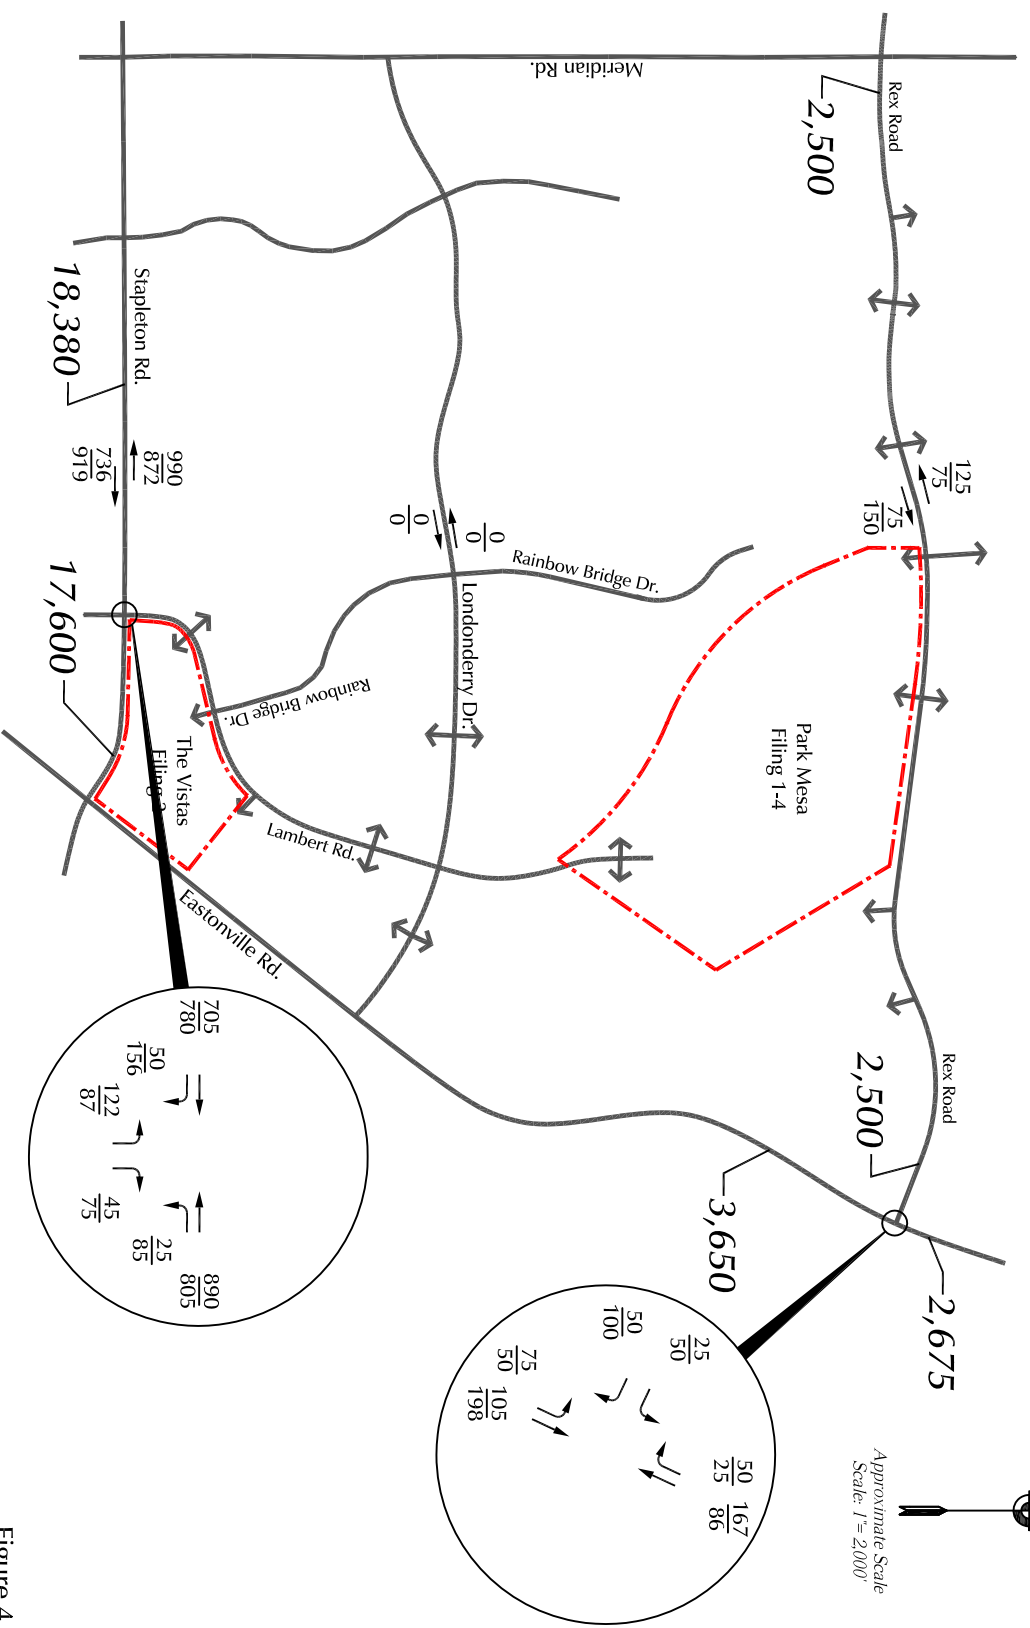 Meridian Rd.
Rex Road
2,500
Stapleton Rd.
18,380
990
872
736
919
125
75
75
150
0
0
0
0
Rainbow Bridge Dr.
Londonderry Dr.
Rainbow Bridge Dr.
17,600
The Vistas
Filing 2
Park Mesa
Filing 1-4
Lambert Rd.
Eastonville Rd.
Rex Road
2,500
3,650
2,675
705
780
50
156
122
87
45
75
25
85
890
805
25
50
50
100
75
50
105
198
50
25
167
86
Approximate Scale
Scale: 1"= 2,000'
Figure 4